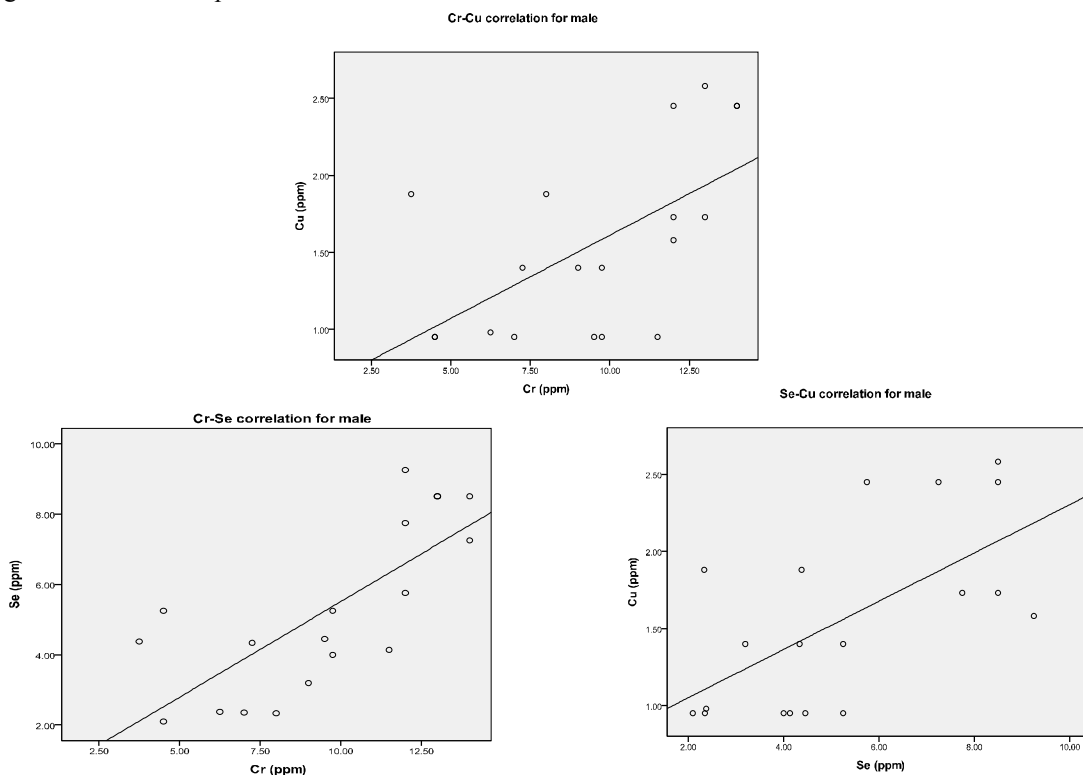 Cr-Cu correlation for male
2.50
2.00
1.50
1.00
Cu (ppm)
2.50 5.00 7.50 10.00 12.50
Cr (ppm)
Cr-Se correlation for male
10.00
8.00
6.00
4.00
2.00
Se (ppm)
2.50 5.00 7.50 10.00 12.50
Cr (ppm)
Se-Cu correlation for male
2.50
2.00
1.50
1.00
Cu (ppm)
2.00 4.00 6.00 8.00 10.00
Se (ppm)